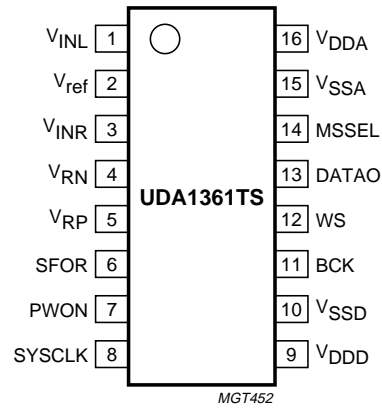 VINL 1 16 VDDA
Vref 2 15 VSSA
VINR 3 14 MSSEL
VRN 4 13 DATAO
UDA1361TS
VRP 5 12 WS
SFOR 6 11 BCK
PWON 7 10 VSSD
SYSCLK 8 9 VDDD
MGT452